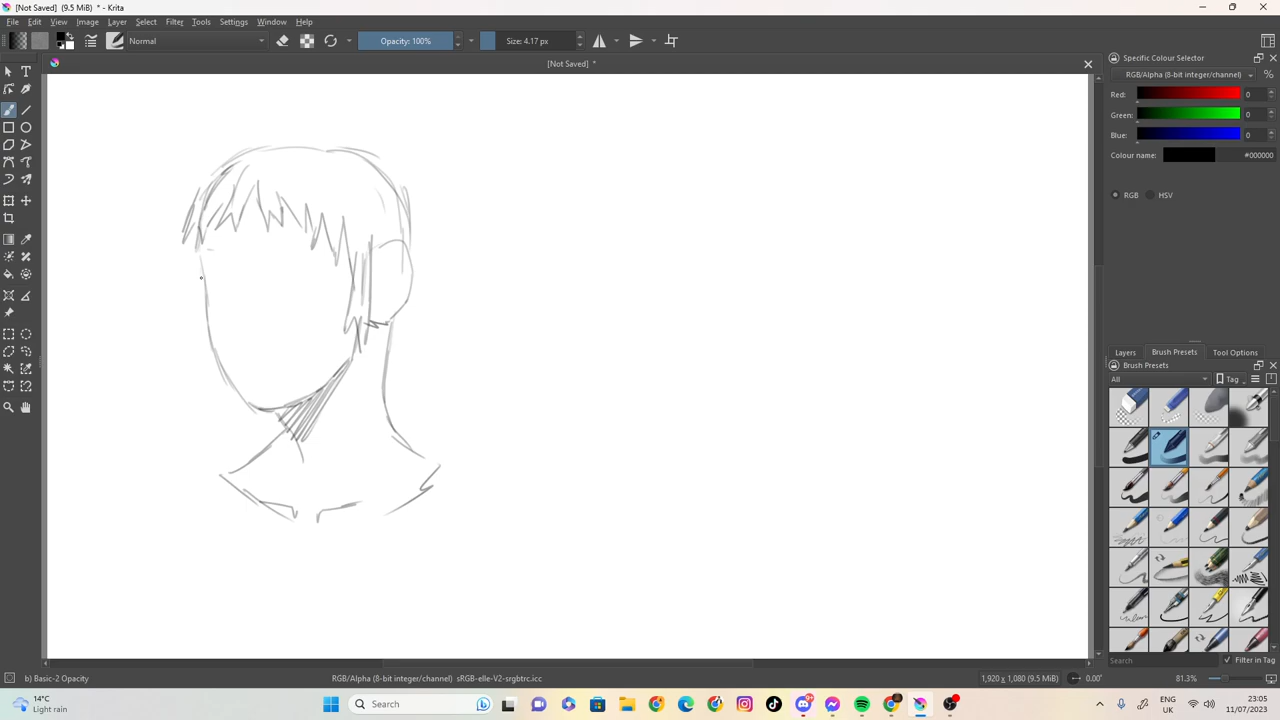 [Not Saved] (9.5 MiB) * - Krita
File Edit View Image Layer Select Filter Tools Settings Window Help
Normal
Opacity: 100%
Size: 4.17 px
[Not Saved] *
Specific Colour Selector
RGB/Alpha (8-bit integer/channel)
%
Red: 0
Green: 0
Blue: 0
Colour name: #000000
RGB HSV
Layers Brush Presets Tool Options
Brush Presets
All Tag
Search Filter in Tag
b) Basic-2 Opacity
RGB/Alpha (8-bit integer/channel) sRGB-elle-V2-srgbtrc.icc
1,920 x 1,080 (9.5 MiB) 0.00° 81.3%
14°C
Light rain
Search
9+
ENG
UK
23:05
11/07/2023